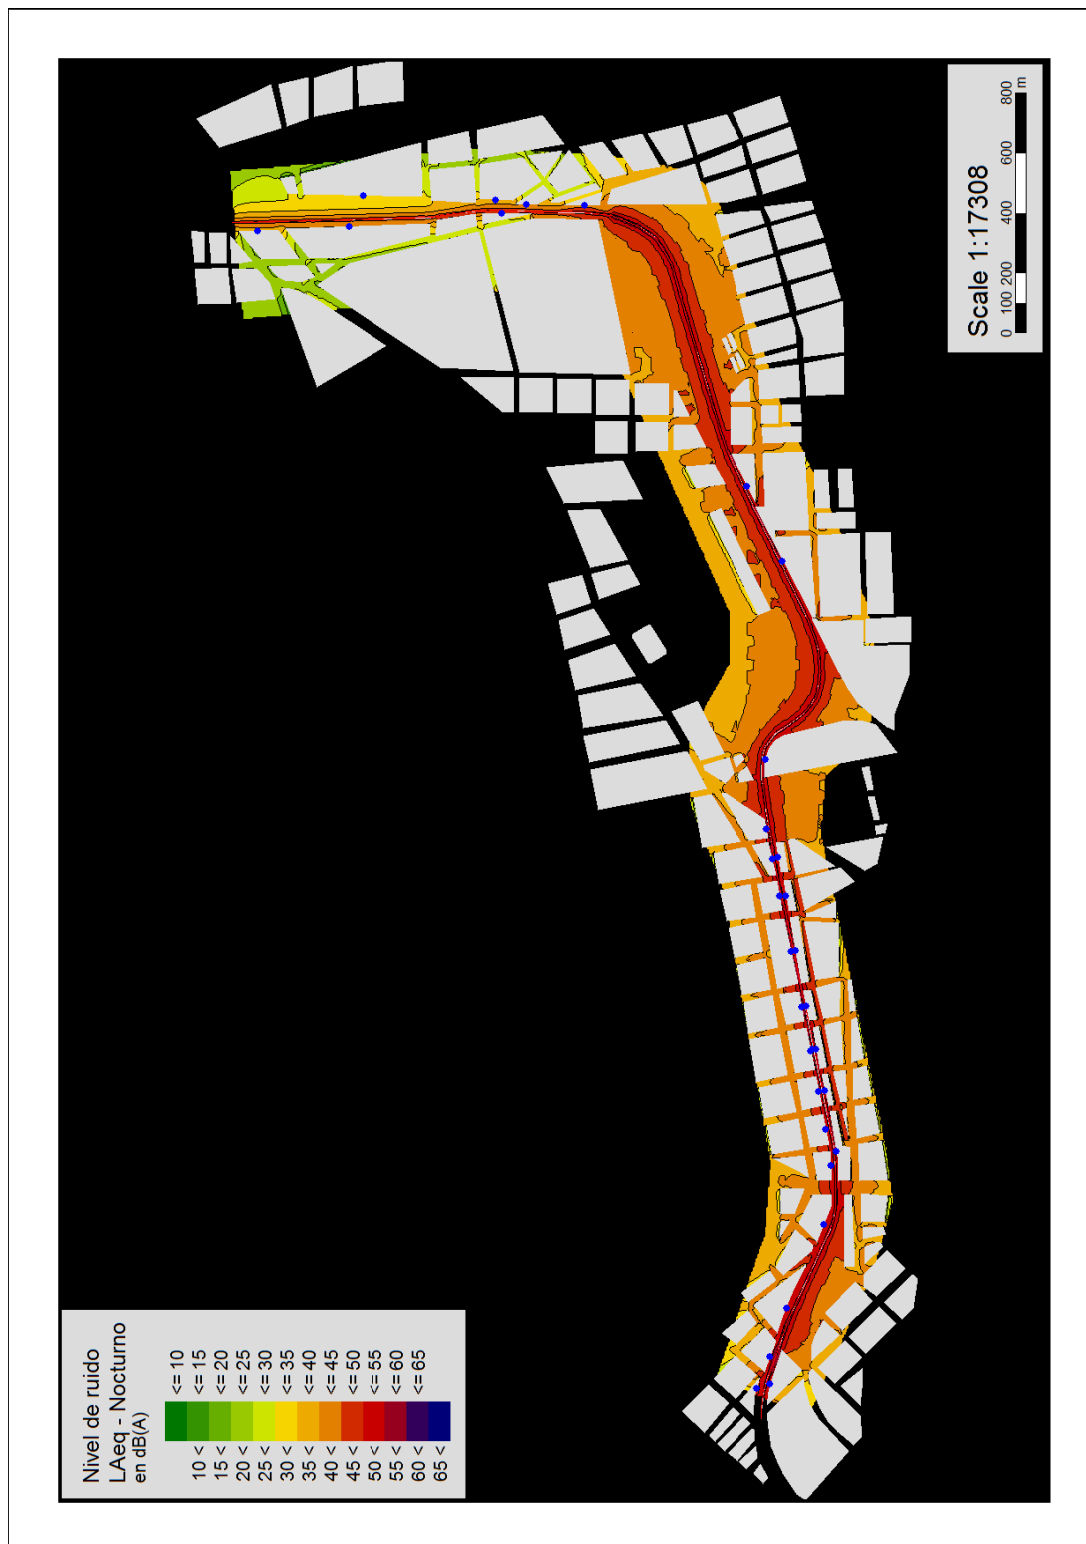 Nivel de ruido
LAeq - Nocturno
en dB(A)
<=10
10 < <=15
15 < <=20
20 < <=25
25 < <=30
30 < <=35
35 < <=40
40 < <=45
45 < <=50
50 < <=55
55 < <=60
60 < <=65
65 <
Scale 1:17308
0 100 200 400 600 800
m